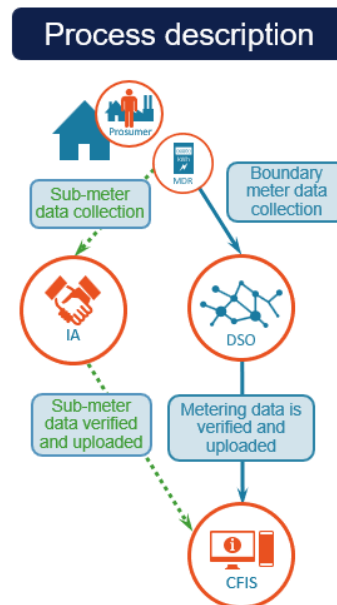 Process description
Prosumer
kWh
MDR
Sub-meter
data collection
Boundary
meter data
collection
IA
DSO
Sub-meter
data verified
and uploaded
Metering data is
verified and
uploaded
CFIS